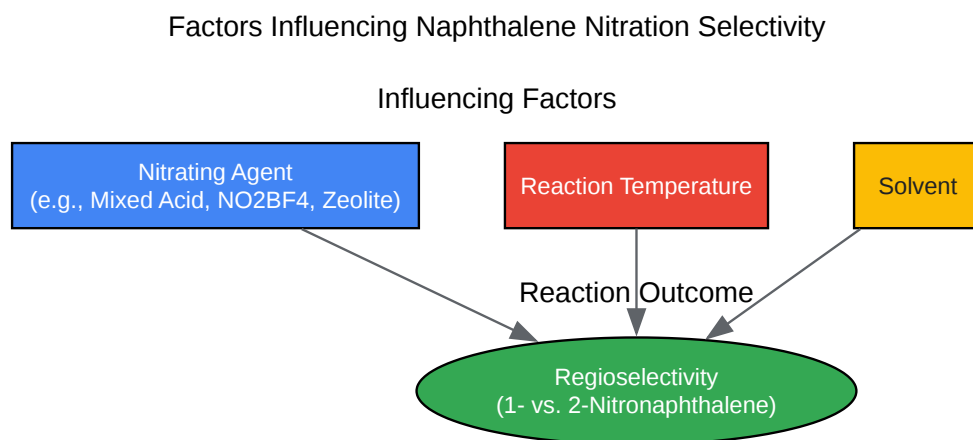 Factors Influencing Naphthalene Nitration Selectivity
Influencing Factors
Nitrating Agent
(e.g., Mixed Acid, NO2BF4, Zeolite)
Reaction Temperature
Solvent
Reaction Outcome
Regioselectivity
(1- vs. 2-Nitronaphthalene)